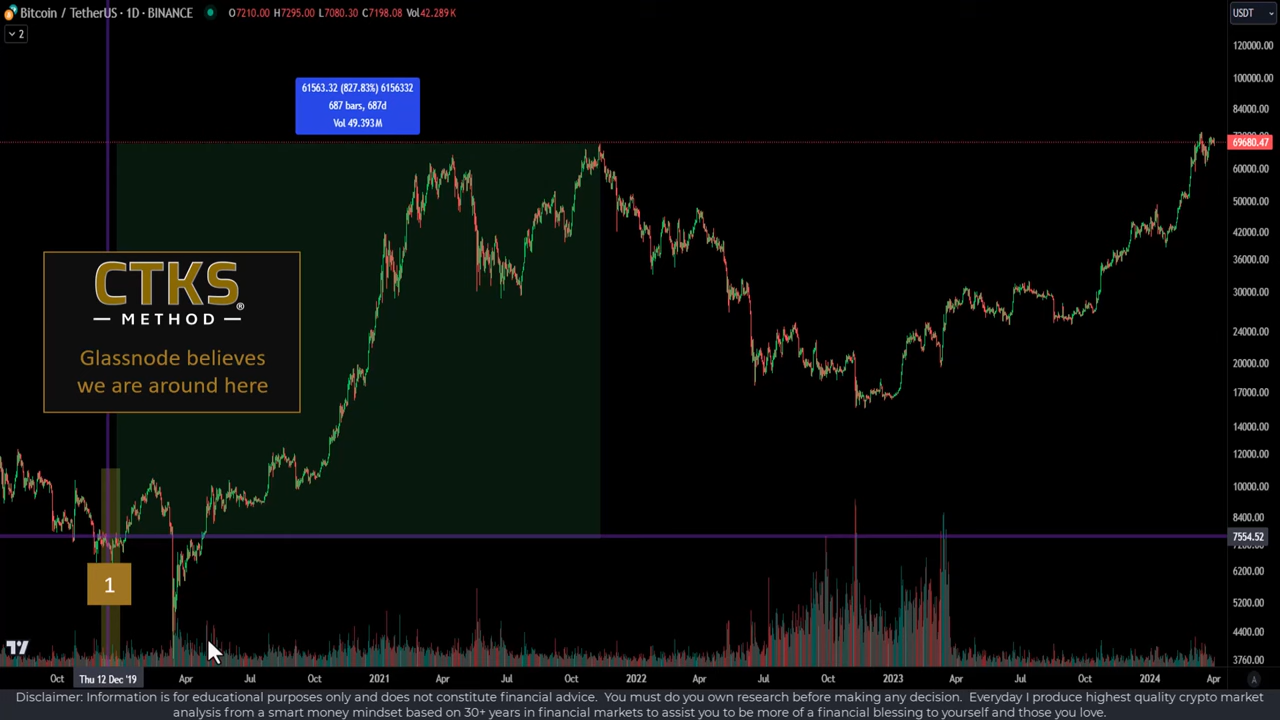 Bitcoin / TetherUS · 1D · BINANCE O7210.00 H7295.00 L7080.30 C7198.08 Vol42.289K
USDT
2
120000.00
100000.00
61563.32 (827.83%) 6156332
687 bars, 687d
Vol 49.393M
84000.00
69680.47
60000.00
50000.00
42000.00
36000.00
30000.00
24000.00
20000.00
17000.00
14000.00
12000.00
10000.00
8400.00
7554.52
6200.00
5200.00
4400.00
3760.00
CTKS®
METHOD
Glassnode believes
we are around here
1
Oct Thu 12 Dec '19 Apr Jul Oct 2021 Apr Jul Oct 2022 Apr Jul Oct 2023 Apr Jul Oct 2024 Apr
A
Disclaimer: Information is for educational purposes only and does not constitute financial advice. You must do you own research before making any decision. Everyday I produce highest quality crypto market
analysis from a smart money mindset based on 30+ years in financial markets to assist you to be more of a financial blessing to yourself and those you love.